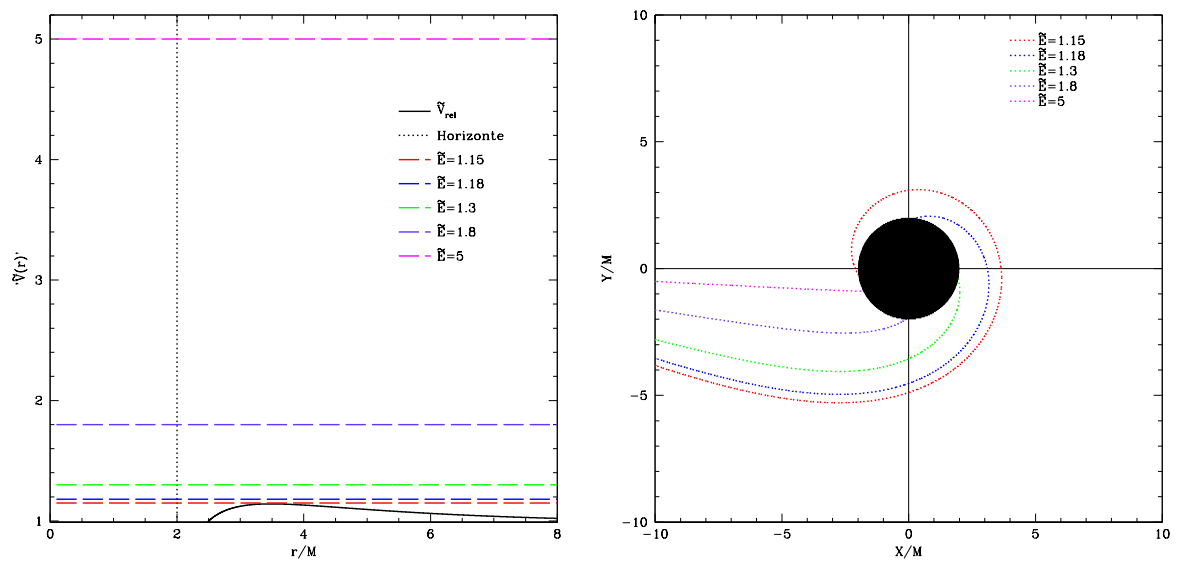 5
4
3
2
1
Ṽ(r)
0
2
4
6
8
r/M
Ṽrel
Horizonte
Ẽ=1.15
Ẽ=1.18
Ẽ=1.3
Ẽ=1.8
Ẽ=5
10
5
0
−5
−10
Y/M
−10
−5
0
5
10
X/M
Ẽ=1.15
Ẽ=1.18
Ẽ=1.3
Ẽ=1.8
Ẽ=5